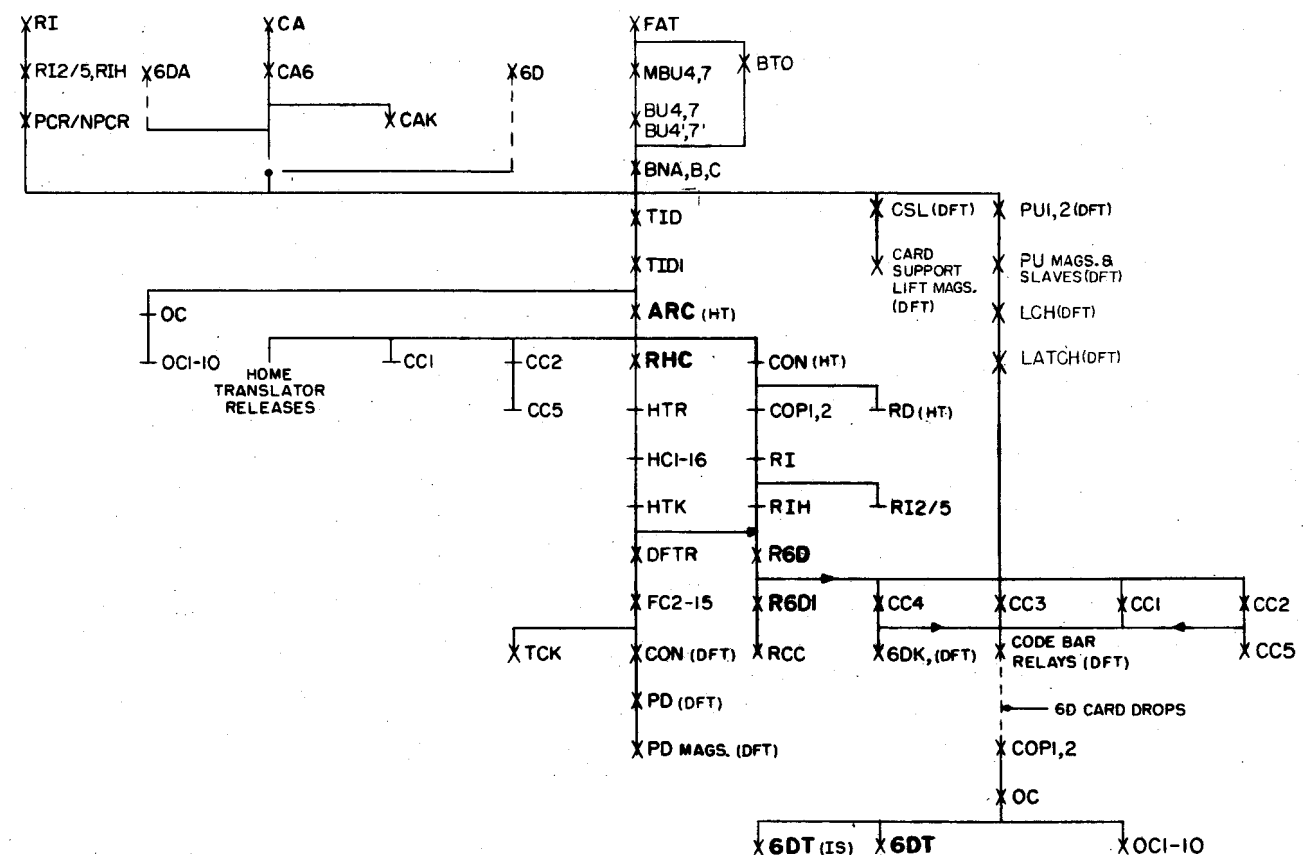 RI
CA
FAT
RI2/5,RIH
6DA
CA6
6D
MBU4,7
BTO
PCR/NPCR
CAK
BU4,7
BU4',7'
BNA,B,C
TID
CSL (DFT)
PU1,2 (DFT)
TIDI
CARD
SUPPORT
LIFT MAGS.
(DFT)
PU MAGS. &
SLAVES (DFT)
OC
ARC (HT)
LCH(DFT)
OC1-10
HOME
TRANSLATOR
RELEASES
CC1
CC2
RHC
CON (HT)
LATCH (DFT)
CC5
HTR
COP1,2
RD (HT)
HC1-16
RI
HTK
RIH
RI2/5
DFTR
R6D
FC2-15
R6D1
CC4
CC3
CC1
CC2
TCK
CON (DFT)
RCC
6DK, (DFT)
CODE BAR
RELAYS (DFT)
CC5
PD (DFT)
6D CARD DROPS
PD MAGS. (DFT)
COP1,2
OC
6DT (IS)
6DT
OC1-10